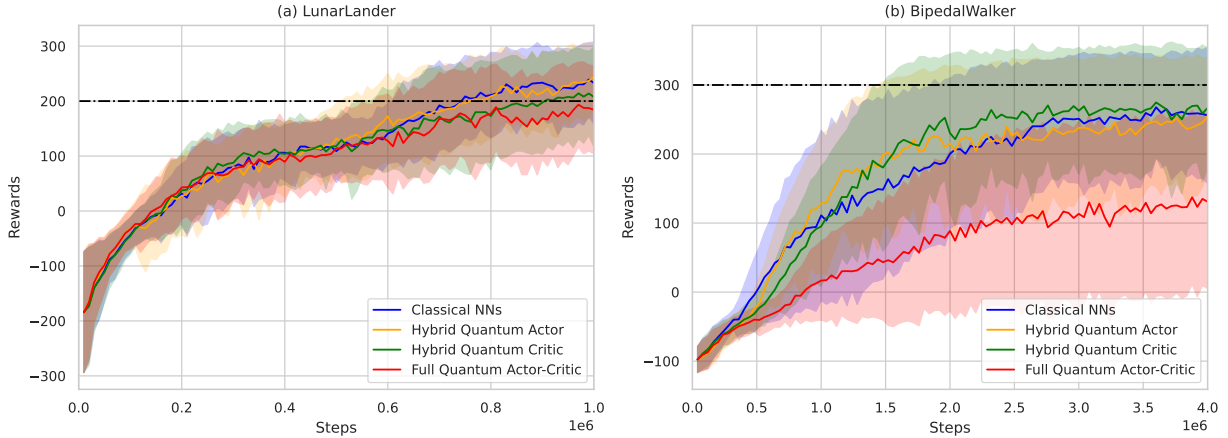 (a) LunarLander
300
200
100
0
−100
−200
−300
Rewards
0.0
0.2
0.4
0.6
0.8
1.0
Steps
1e6
Classical NNs
Hybrid Quantum Actor
Hybrid Quantum Critic
Full Quantum Actor-Critic
(b) BipedalWalker
300
200
100
0
−100
Rewards
0.0
0.5
1.0
1.5
2.0
2.5
3.0
3.5
4.0
Steps
1e6
Classical NNs
Hybrid Quantum Actor
Hybrid Quantum Critic
Full Quantum Actor-Critic